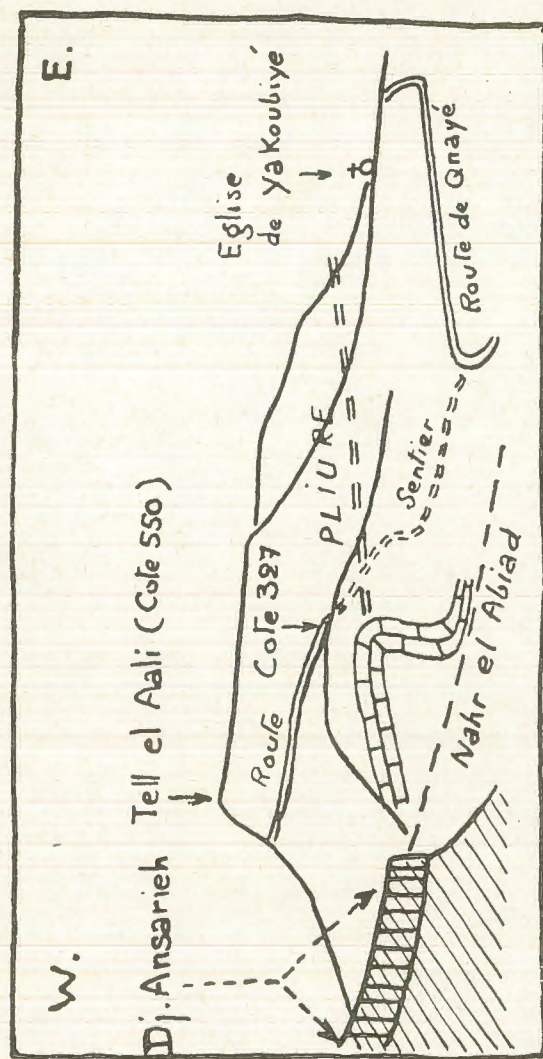 W.
E.
Dj. Ansarieh
Tell el Aali (Cote 550)
Eglise
de Yakoubiyé
Route
Cote 327
PLIURE
Sentier
Route de Qnayé
Nahr el Abiad